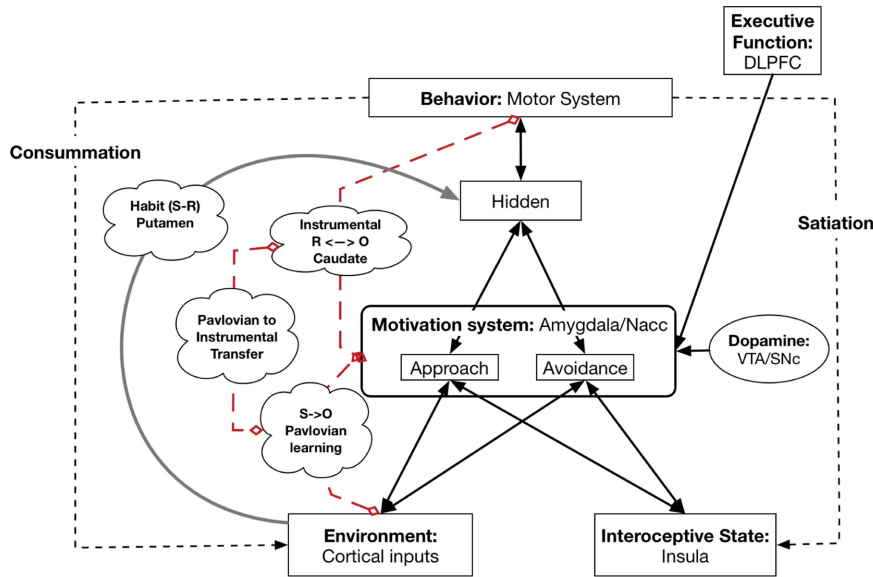 Executive
Function:
DLPFC
Behavior: Motor System
Consummation
Habit (S-R)
Putamen
Hidden
Instrumental
R <—> O
Caudate
Satiation
Pavlovian to
Instrumental
Transfer
Motivation system: Amygdala/Nacc
Approach
Avoidance
Dopamine:
VTA/SNc
S->O
Pavlovian
learning
Environment:
Cortical inputs
Interoceptive State:
Insula